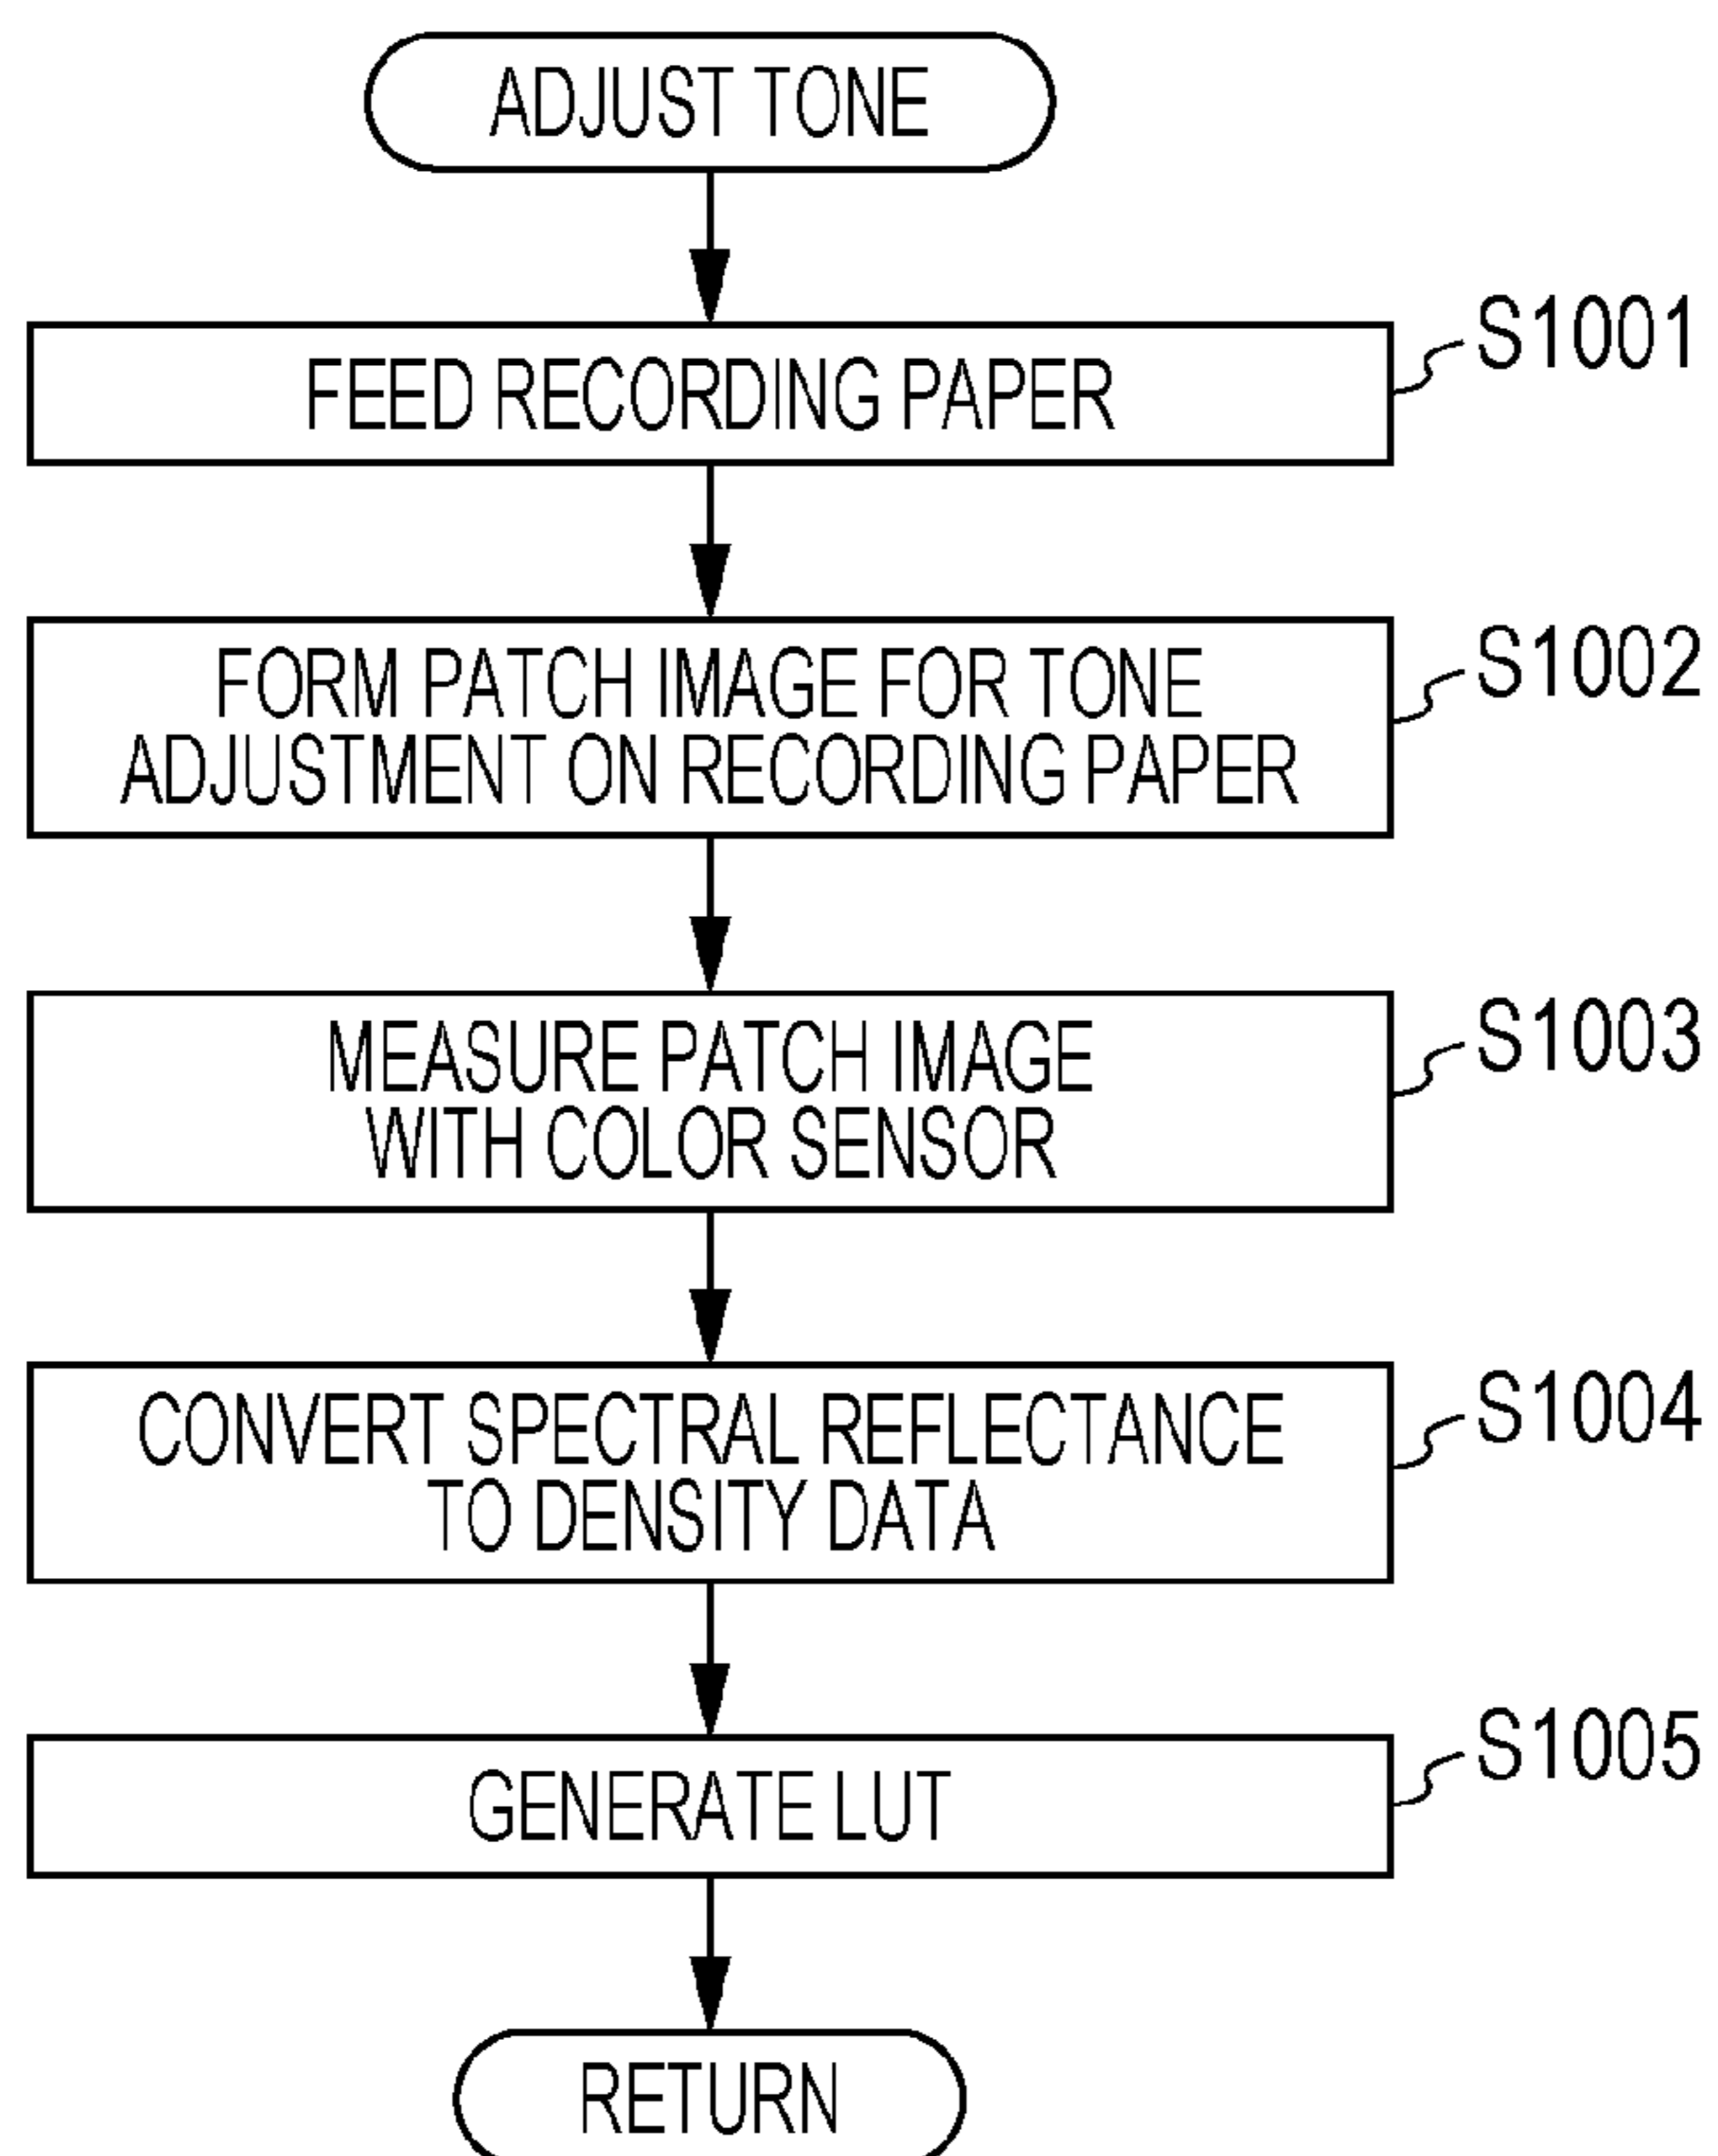 ADJUST TONE
FEED RECORDING PAPER
S1001
FORM PATCH IMAGE FOR TONE
ADJUSTMENT ON RECORDING PAPER
S1002
MEASURE PATCH IMAGE
WITH COLOR SENSOR
S1003
CONVERT SPECTRAL REFLECTANCE
TO DENSITY DATA
S1004
GENERATE LUT
S1005
RETURN